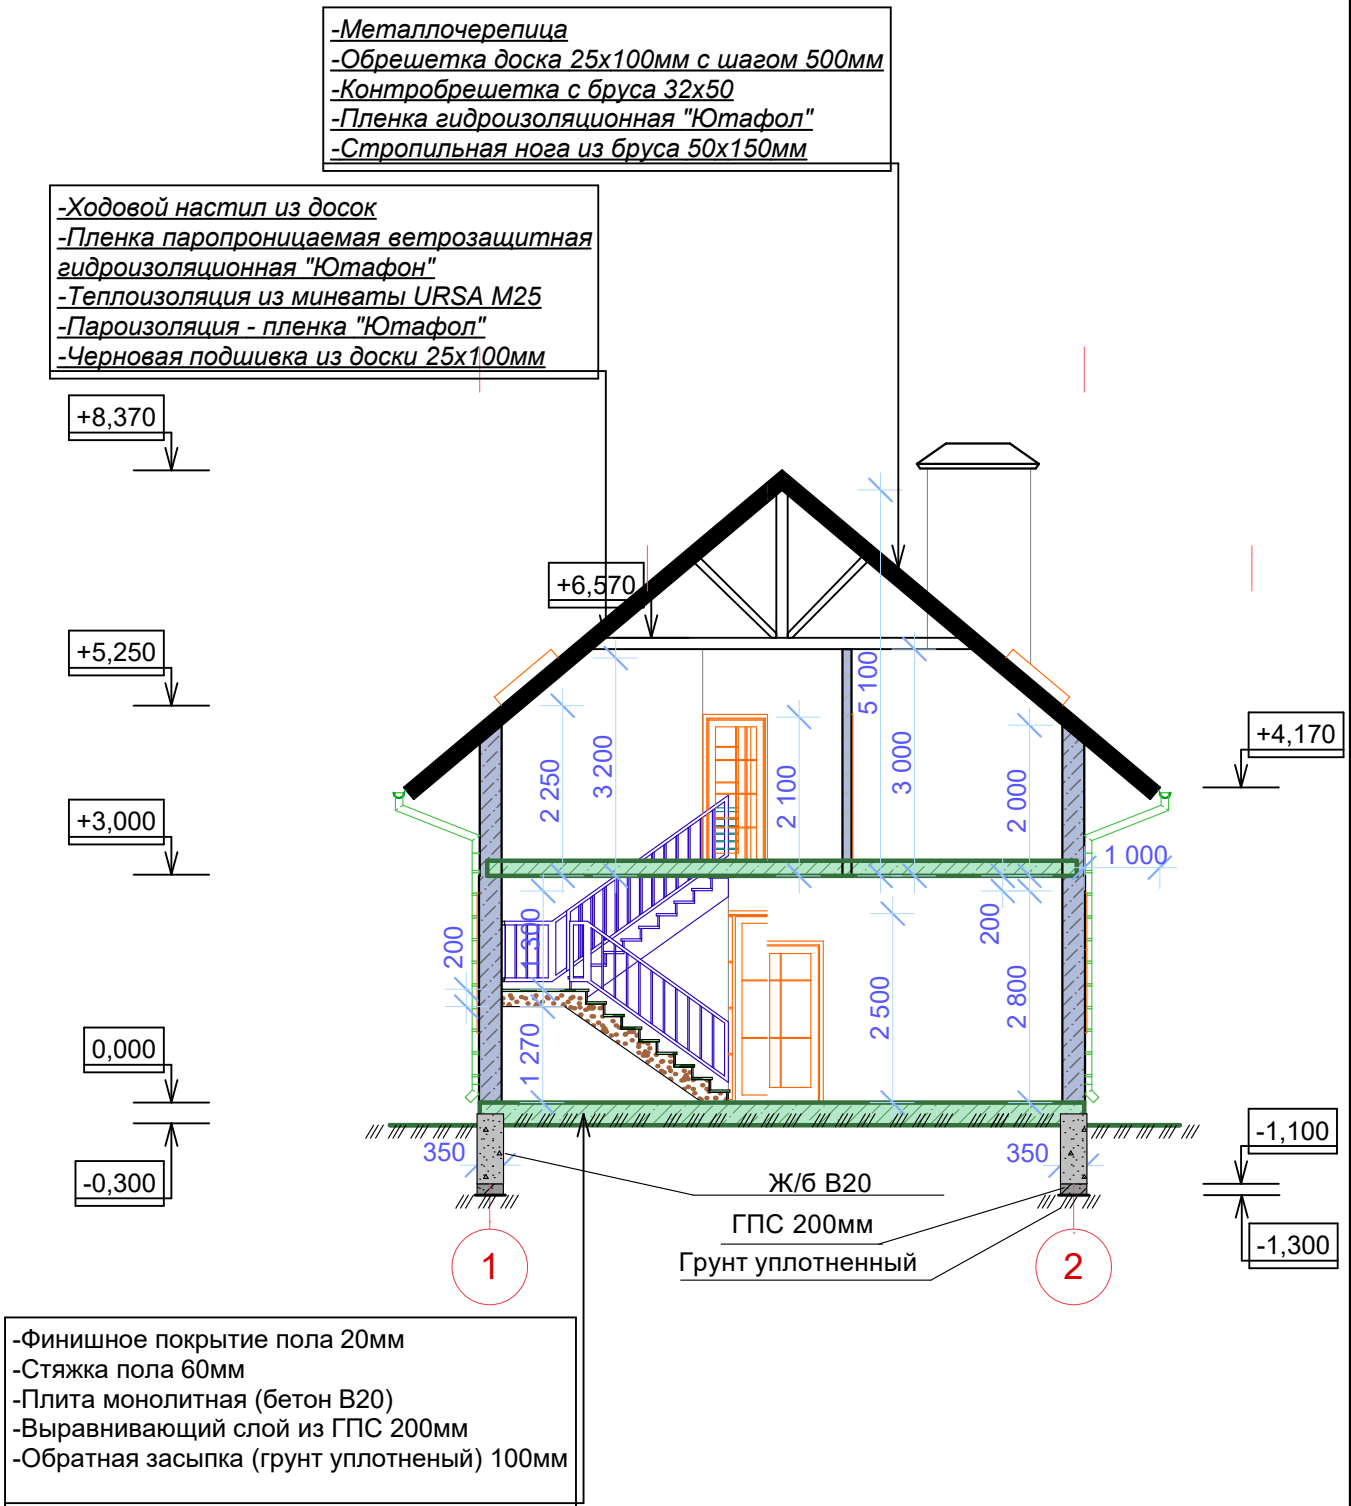 -Металлочерепица
-Обрешетка доска 25х100мм с шагом 500мм
-Контробрешетка с бруса 32х50
-Пленка гидроизоляционная "Ютафол"
-Стропильная нога из бруса 50х150мм
-Ходовой настил из досок
-Пленка паропроницаемая ветрозащитная
гидроизоляционная "Ютафон"
-Теплоизоляция из минваты URSA М25
-Пароизоляция - пленка "Ютафол"
-Черновая подшивка из доски 25х100мм
+8,370
+6,570
+5,250
+4,170
+3,000
0,000
-0,300
-1,100
-1,300
5 100
3 200
2 250
2 100
3 000
2 000
1 000
200
1 300
200
1 270
2 500
2 800
350
350
Ж/б В20
ГПС 200мм
Грунт уплотненный
1
2
-Финишное покрытие пола 20мм
-Стяжка пола 60мм
-Плита монолитная (бетон В20)
-Выравнивающий слой из ГПС 200мм
-Обратная засыпка (грунт уплотненый) 100мм